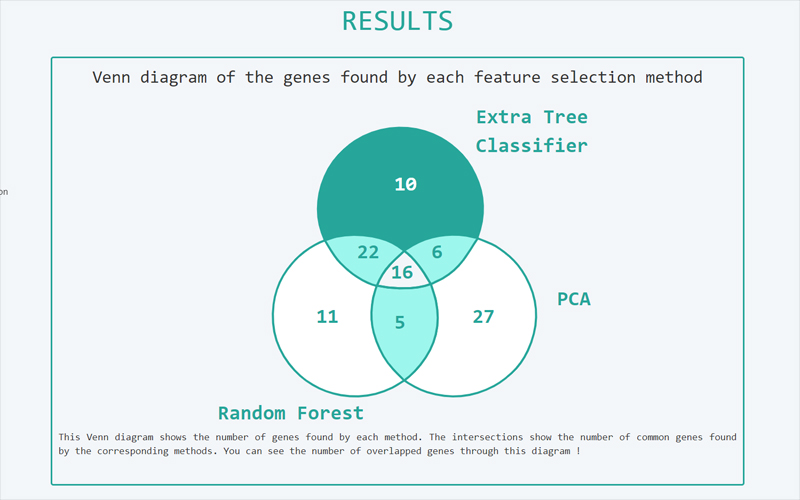 RESULTS
Venn diagram of the genes found by each feature selection method
Extra Tree
Classifier
on
10
22
6
16
PCA
11
5
27
Random Forest
This Venn diagram shows the number of genes found by each method. The intersections show the number of common genes found
by the corresponding methods. You can see the number of overlapped genes through this diagram !